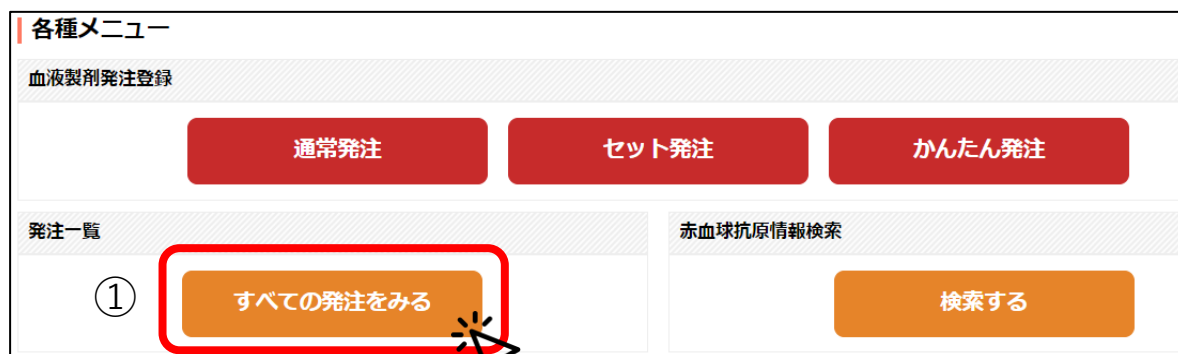 各種メニュー
血液製剤発注登録
通常発注 セット発注 かんたん発注
発注一覧 赤血球抗原情報検索
① すべての発注をみる 検索する